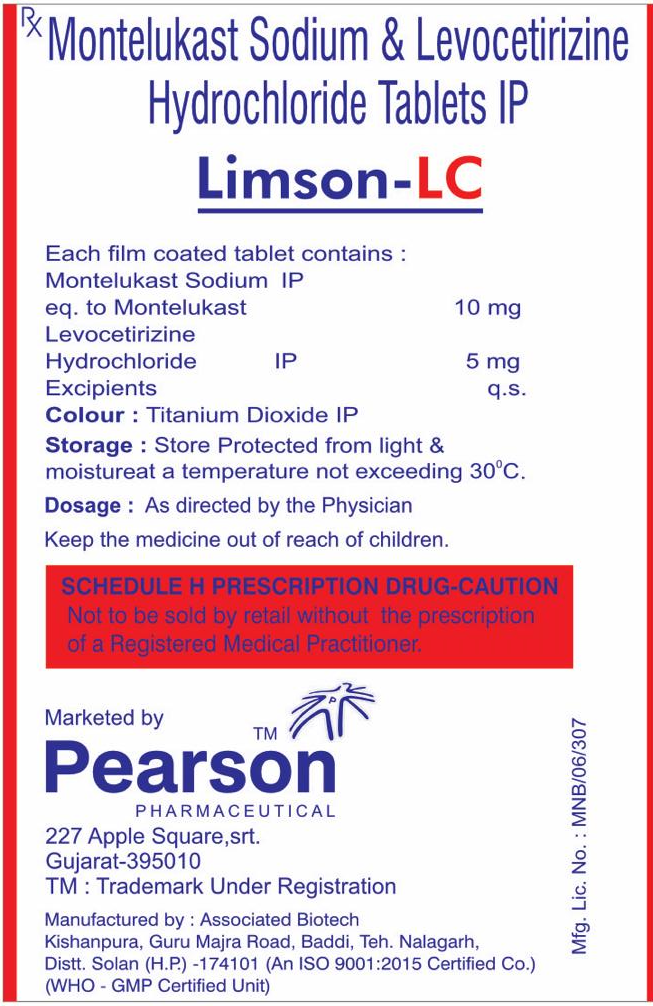 Rx Montelukast Sodium & Levocetirizine
Hydrochloride Tablets IP
Limson-LC
Each film coated tablet contains :
Montelukast Sodium IP
eq. to Montelukast 10 mg
Levocetirizine
Hydrochloride IP 5 mg
Excipients q.s.
Colour : Titanium Dioxide IP
Storage : Store Protected from light &
moistureat a temperature not exceeding 30⁰C.
Dosage : As directed by the Physician
Keep the medicine out of reach of children.
SCHEDULE H PRESCRIPTION DRUG-CAUTION
Not to be sold by retail without the prescription
of a Registered Medical Practitioner.
Marketed by
P
TM
Pearson
PHARMACEUTICAL
227 Apple Square,srt.
Gujarat-395010
TM : Trademark Under Registration
Manufactured by : Associated Biotech
Kishanpura, Guru Majra Road, Baddi, Teh. Nalagarh,
Distt. Solan (H.P.) -174101 (An ISO 9001:2015 Certified Co.)
(WHO - GMP Certified Unit)
Mfg. Lic. No. : MNB/06/307